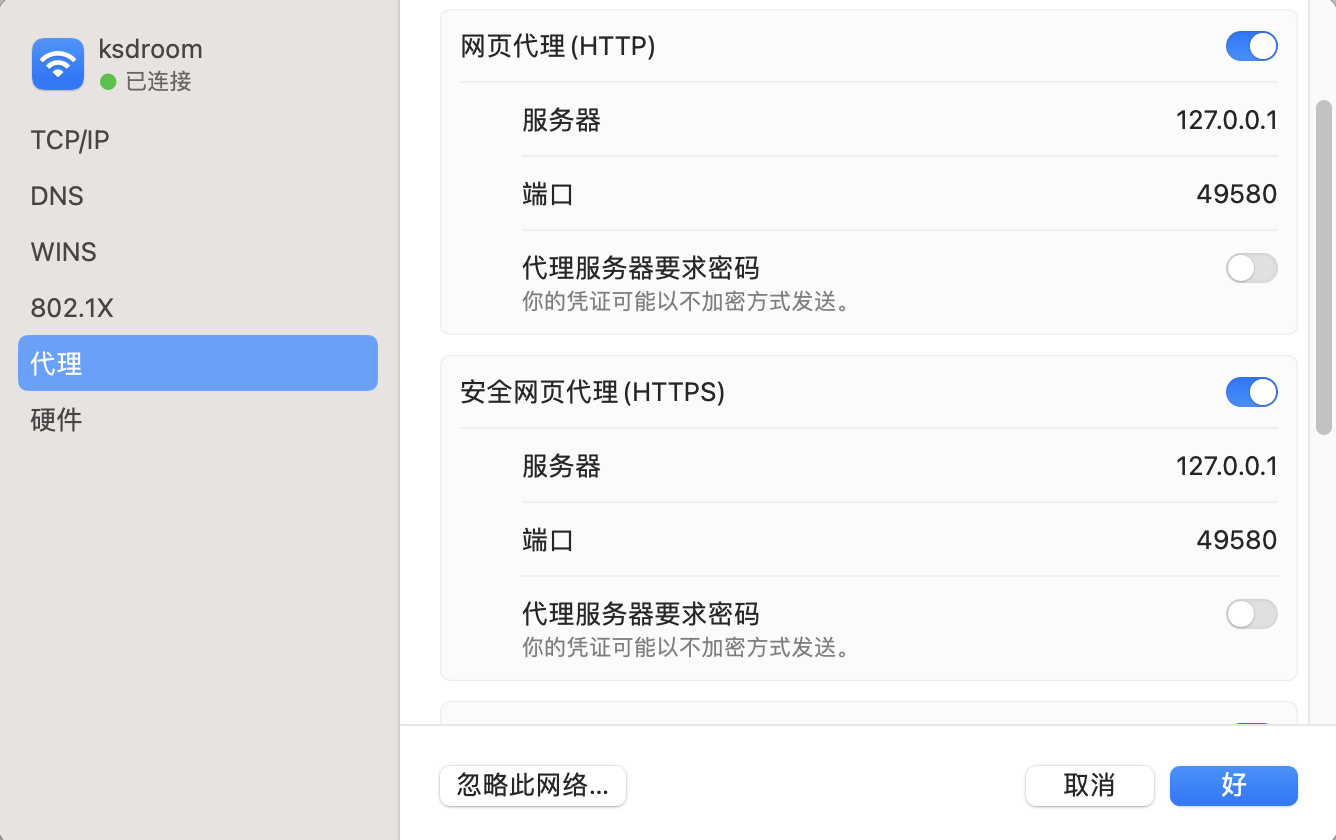 ksdroom
已连接
TCP/IP
DNS
WINS
802.1X
代理
硬件
网页代理(HTTP)
服务器 127.0.0.1
端口 49580
代理服务器要求密码
你的凭证可能以不加密方式发送。
安全网页代理(HTTPS)
服务器 127.0.0.1
端口 49580
代理服务器要求密码
你的凭证可能以不加密方式发送。
忽略此网络... 取消 好